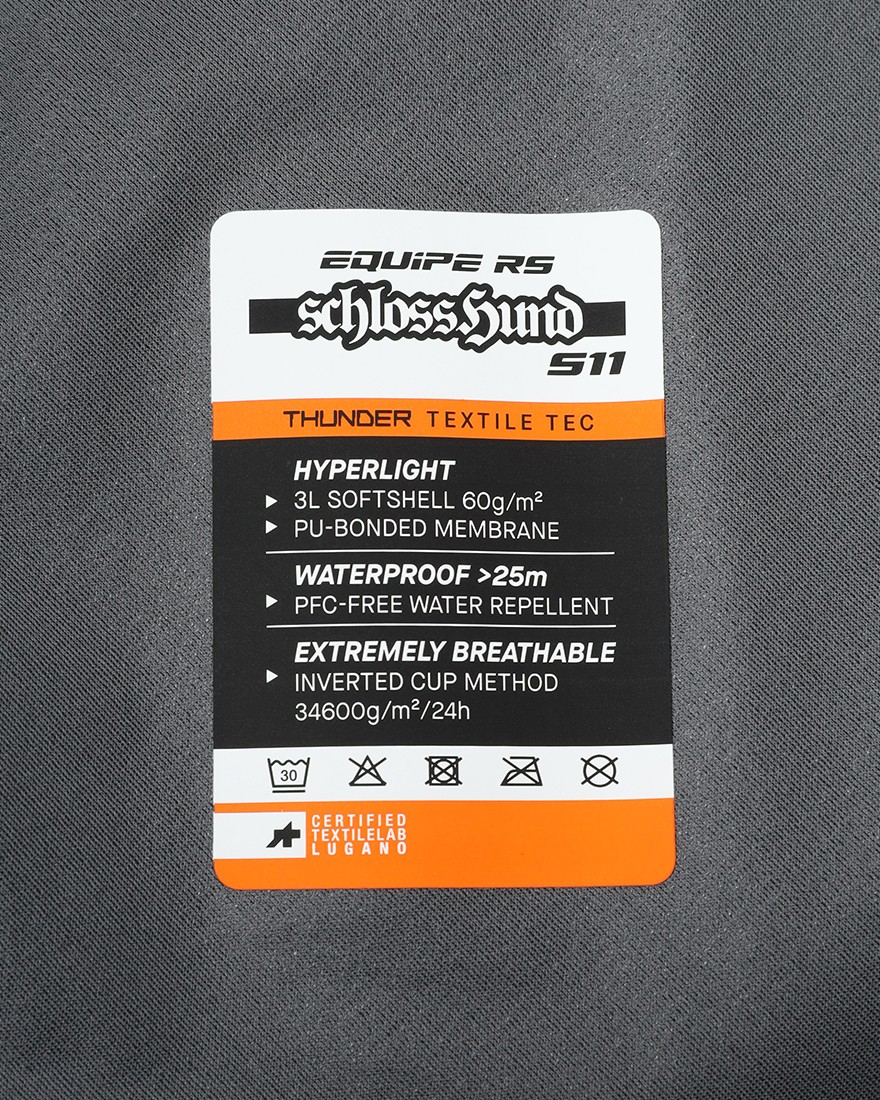 EQUIPE RS
schlossHund
S11
THUNDER TEXTILE TEC
HYPERLIGHT
3L SOFTSHELL 60g/m²
PU-BONDED MEMBRANE
WATERPROOF >25m
PFC-FREE WATER REPELLENT
EXTREMELY BREATHABLE
INVERTED CUP METHOD
34600g/m²/24h
30
CERTIFIED
TEXTILELAB
LUGANO